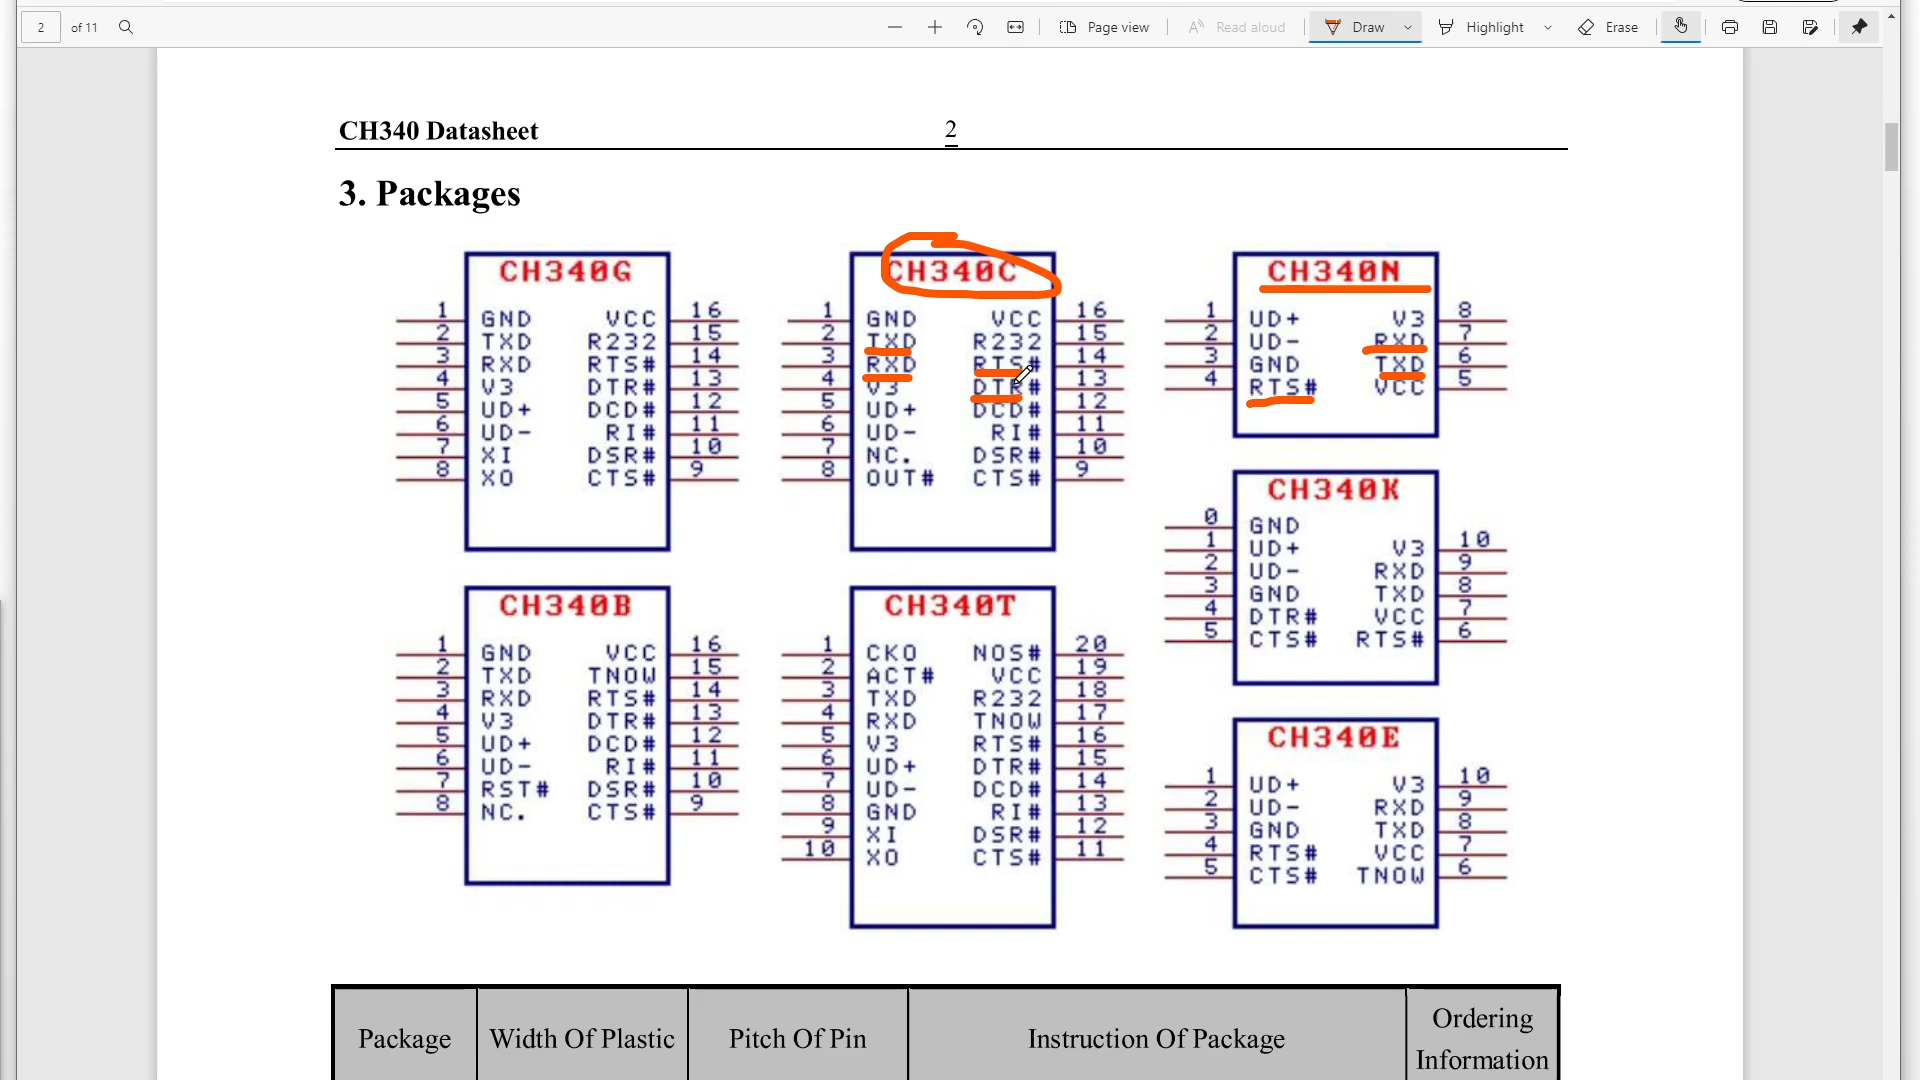 2 of 11 Page view Read aloud Draw Highlight Erase
CH340 Datasheet 2
3. Packages
CH340G
1 GND VCC 16
2 TXD R232 15
3 RXD RTS# 14
4 V3 DTR# 13
5 UD+ DCD# 12
6 UD- RI# 11
7 XI DSR# 10
8 XO CTS# 9
CH340C
1 GND VCC 16
2 TXD R232 15
3 RXD RTS# 14
4 V3 DTR# 13
5 UD+ DCD# 12
6 UD- RI# 11
7 NC. DSR# 10
8 OUT# CTS# 9
CH340N
1 UD+ V3 8
2 UD- RXD 7
3 GND TXD 6
4 RTS# VCC 5
CH340K
0 GND
1 UD+ V3 10
2 UD- RXD 9
3 GND TXD 8
4 DTR# VCC 7
5 CTS# RTS# 6
CH340B
1 GND VCC 16
2 TXD TNOW 15
3 RXD RTS# 14
4 V3 DTR# 13
5 UD+ DCD# 12
6 UD- RI# 11
7 RST# DSR# 10
8 NC. CTS# 9
CH340T
1 CKO NOS# 20
2 ACT# VCC 19
3 TXD R232 18
4 RXD TNOW 17
5 V3 RTS# 16
6 UD+ DTR# 15
7 UD- DCD# 14
8 GND RI# 13
9 XI DSR# 12
10 XO CTS# 11
CH340E
1 UD+ V3 10
2 UD- RXD 9
3 GND TXD 8
4 RTS# VCC 7
5 CTS# TNOW 6
Package Width Of Plastic Pitch Of Pin Instruction Of Package Ordering
Information